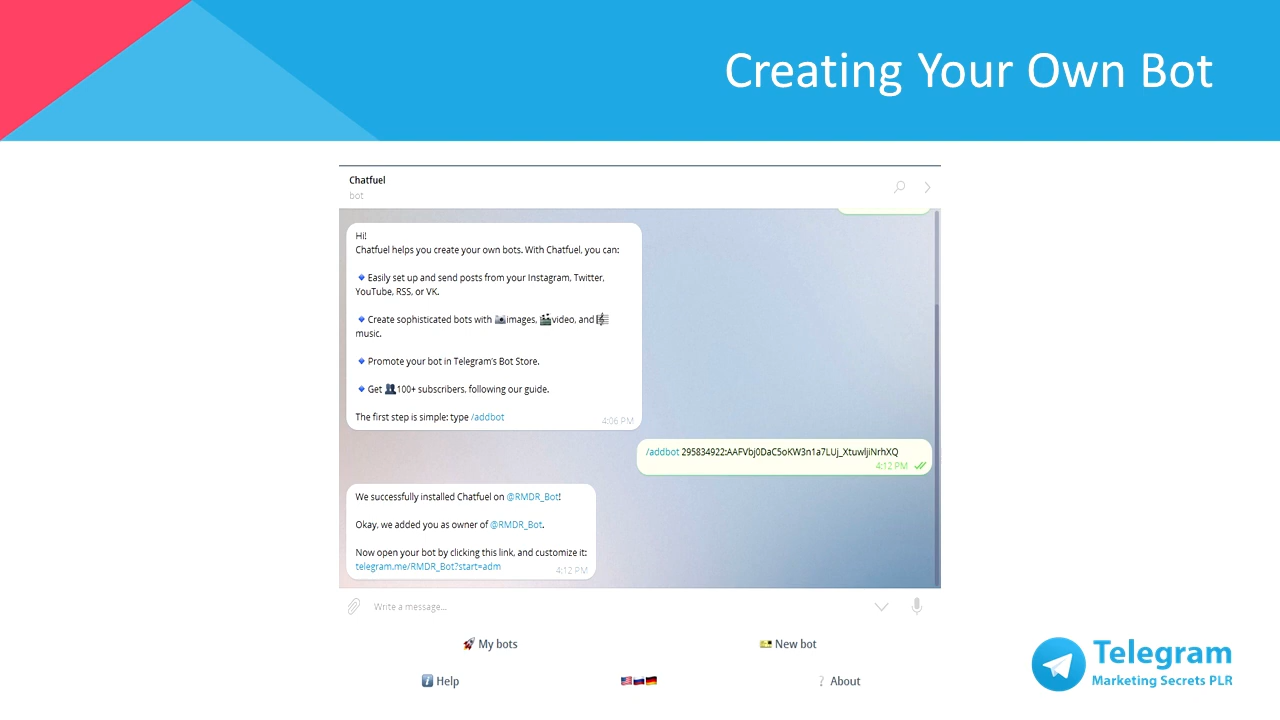 Creating Your Own Bot
Chatfuel
bot
Hi!
Chatfuel helps you create your own bots. With Chatfuel, you can:
Easily set up and send posts from your Instagram, Twitter,
YouTube, RSS, or VK.
Create sophisticated bots with images, video, and
music.
Promote your bot in Telegram's Bot Store.
Get 100+ subscribers, following our guide.
The first step is simple: type /addbot
4:06 PM
/addbot 295834922:AAFVbj0DaC5oKW3n1a7LUj_XtuwljiNrhXQ
4:12 PM
We successfully installed Chatfuel on @RMDR_Bot!
Okay, we added you as owner of @RMDR_Bot.
Now open your bot by clicking this link, and customize it:
telegram.me/RMDR_Bot?start=adm
4:12 PM
Write a message...
My bots
New bot
Help
About
Telegram
Marketing Secrets PLR